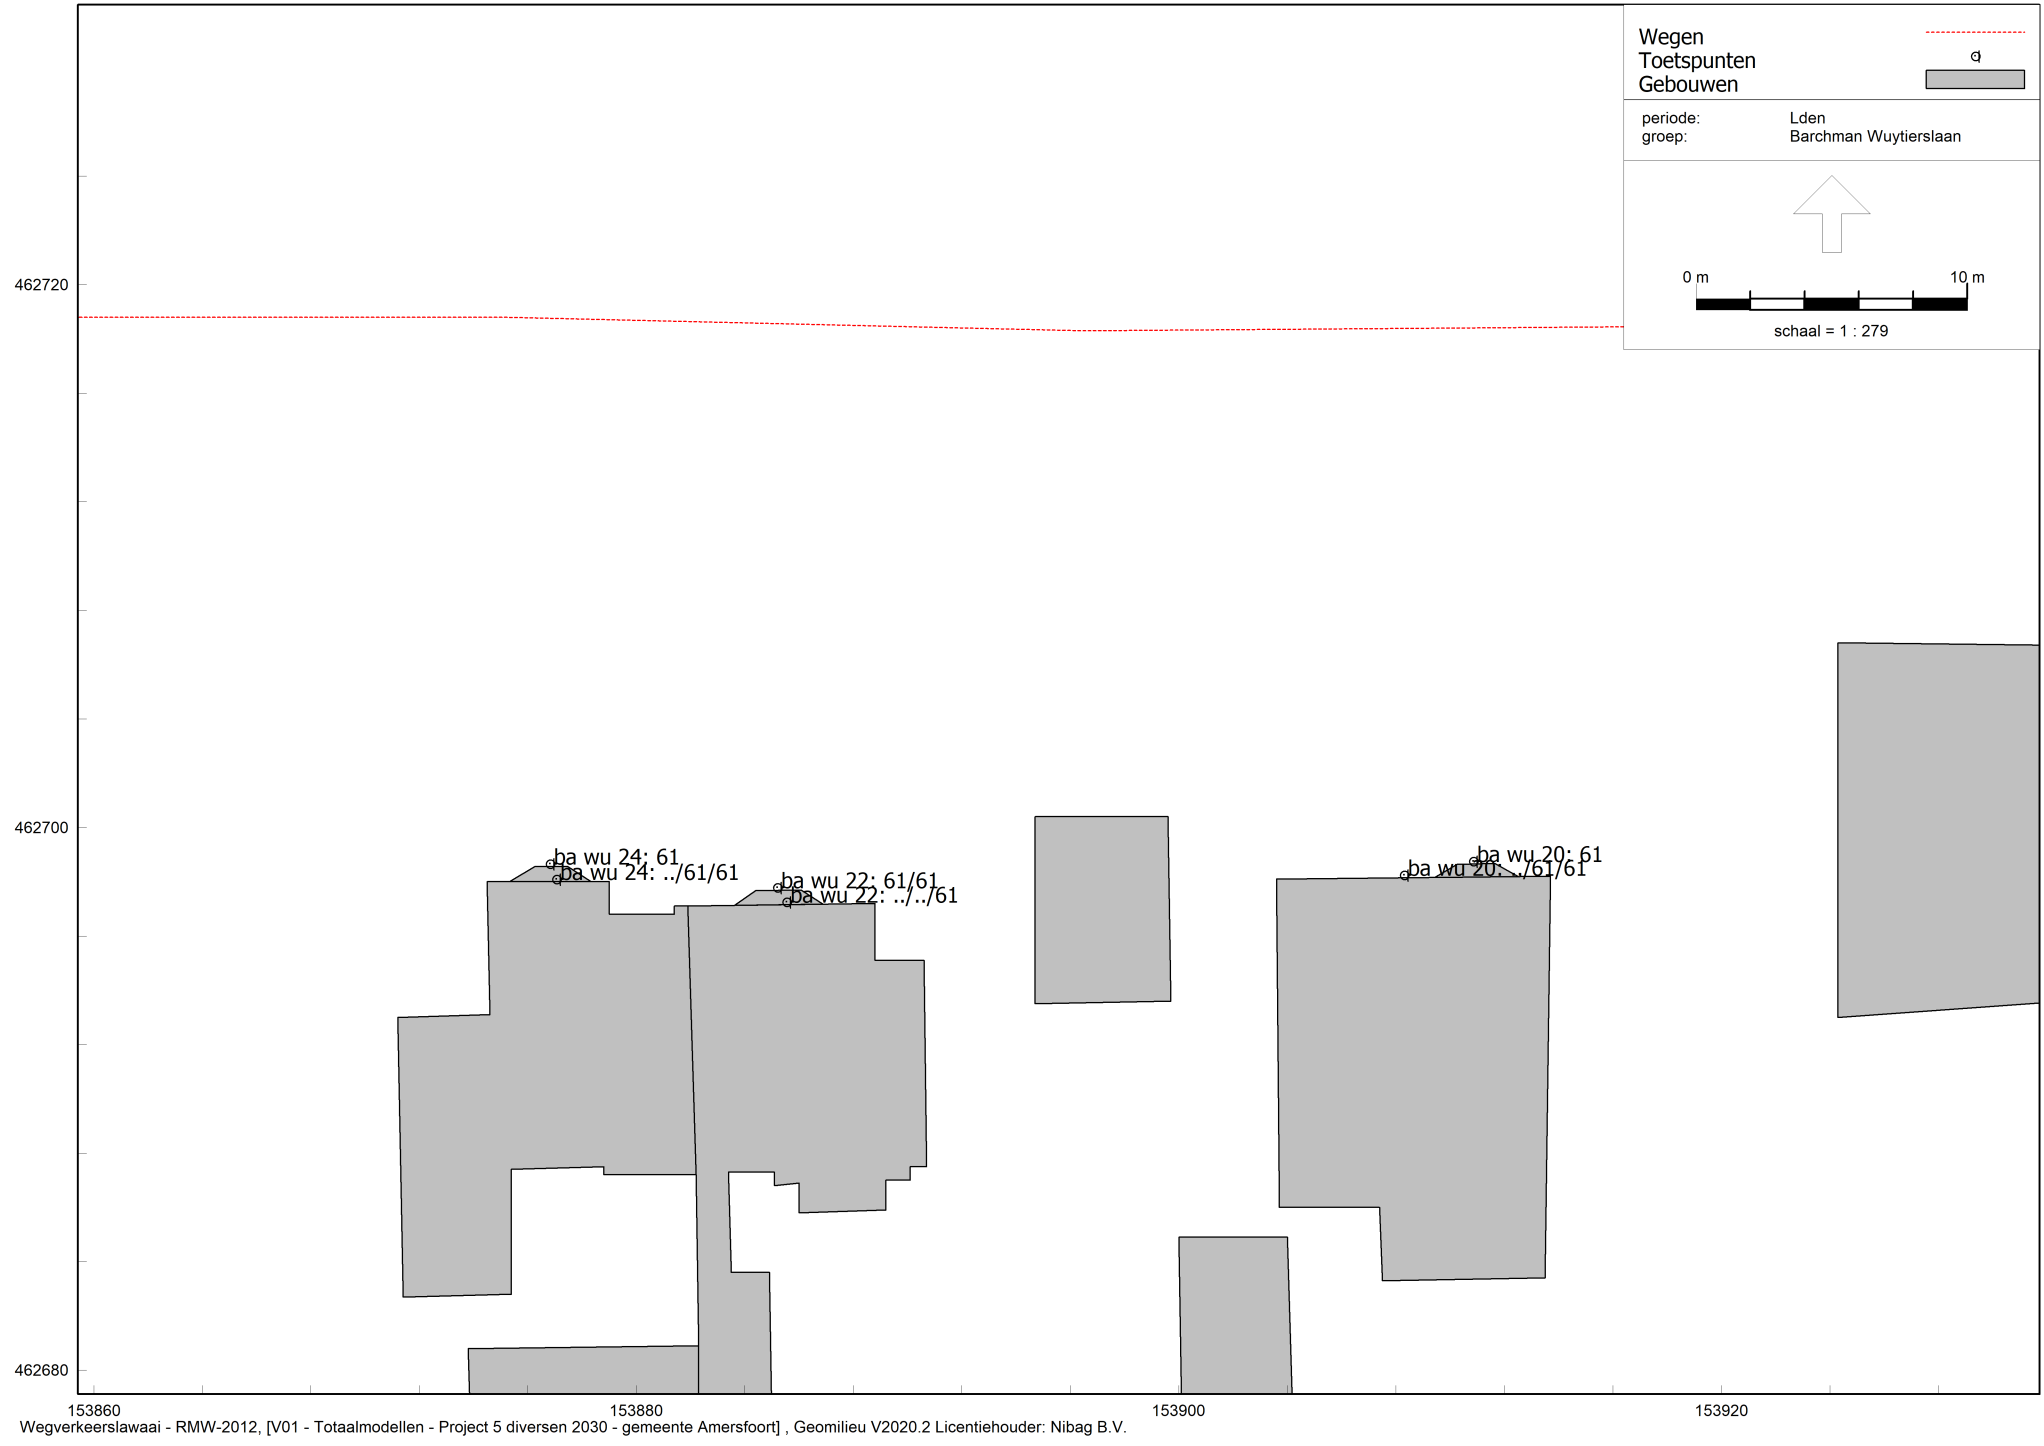 Wegen
Toetspunten
Gebouwen
periode: Lden
groep: Barchman Wuytierslaan
0 m 10 m
schaal = 1 : 279
462720
462700
462680
ba wu 24: 61
ba wu 24: ../61/61
ba wu 22: 61/61
ba wu 22: ../../61
ba wu 20: 61
ba wu 20: ../61/61
153860 153880 153900 153920
Wegverkeerslawaai - RMW-2012, [V01 - Totaalmodellen - Project 5 diversen 2030 - gemeente Amersfoort] , Geomilieu V2020.2 Licentiehouder: Nibag B.V.